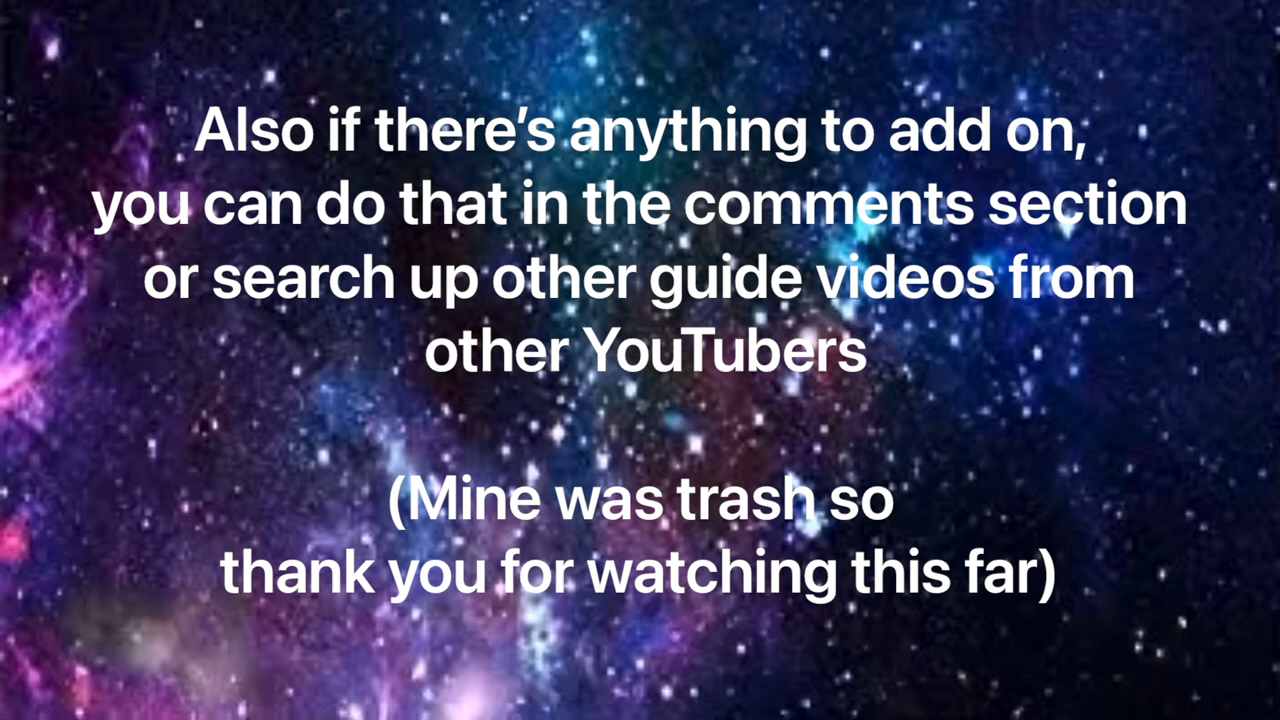 Also if there’s anything to add on,
you can do that in the comments section
or search up other guide videos from
other YouTubers
(Mine was trash so
thank you for watching this far)